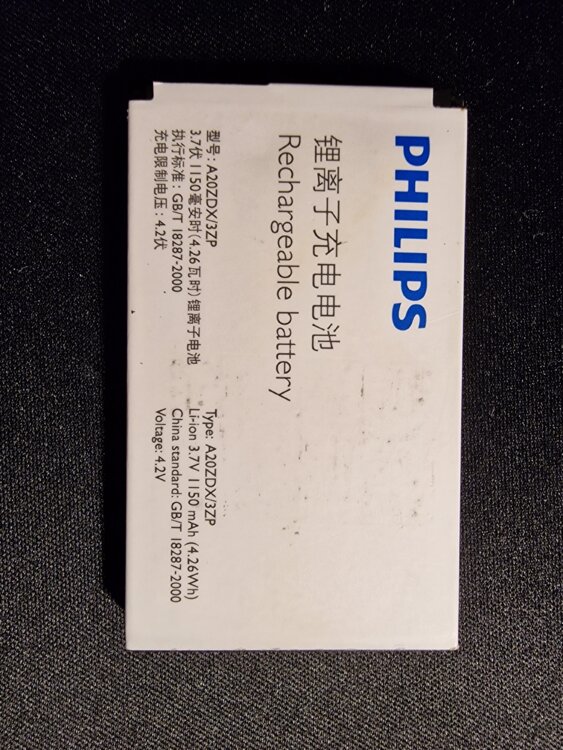 PHILIPS
锂离子充电电池
Rechargeable battery
型号：A20ZDX/3ZP
3.7伏 1150毫安时(4.26瓦时)锂离子电池
执行标准：GB/T 18287-2000
充电限制电压：4.2伏
Type: A20ZDX/3ZP
Li-ion 3.7V 1150 mAh (4.26Wh)
China standard: GB/T 18287-2000
Voltage: 4.2V